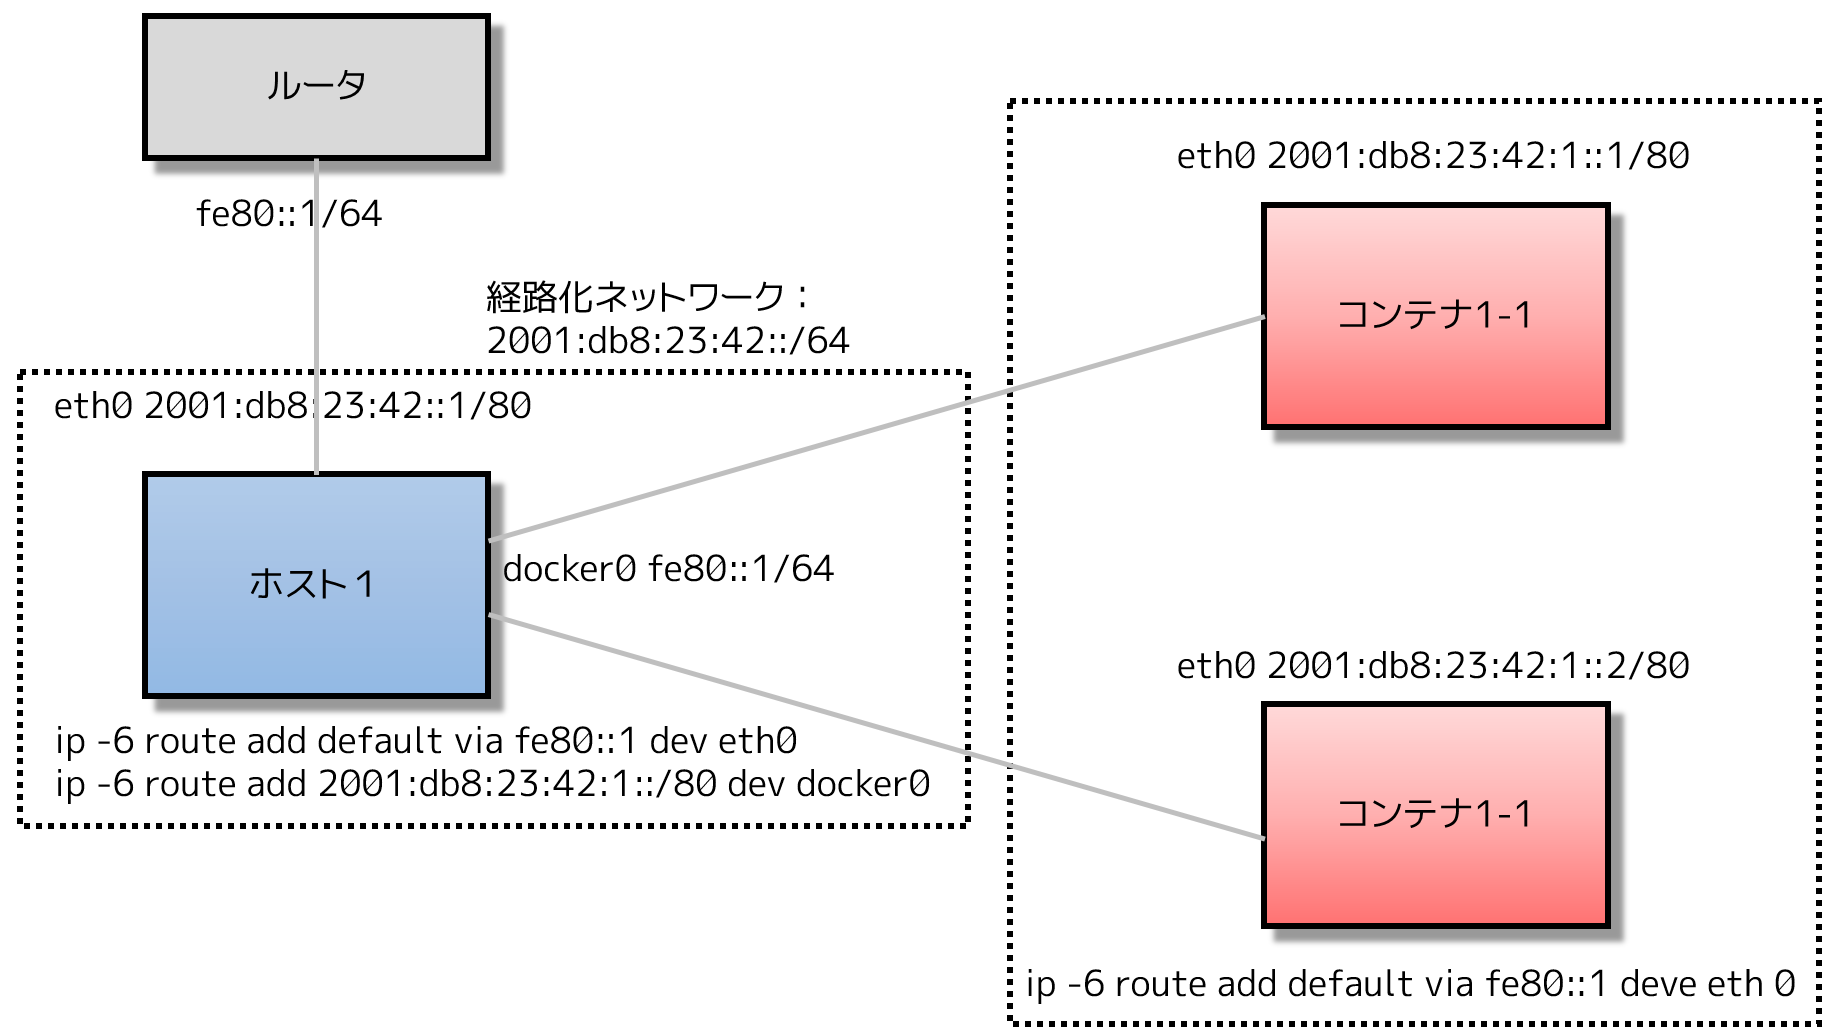 ルータ
fe80::1/64
経路化ネットワーク：
2001:db8:23:42::/64
eth0 2001:db8:23:42::1/80
ホスト１
docker0 fe80::1/64
ip -6 route add default via fe80::1 dev eth0
ip -6 route add 2001:db8:23:42:1::/80 dev docker0
eth0 2001:db8:23:42:1::1/80
コンテナ1-1
eth0 2001:db8:23:42:1::2/80
コンテナ1-1
ip -6 route add default via fe80::1 deve eth 0